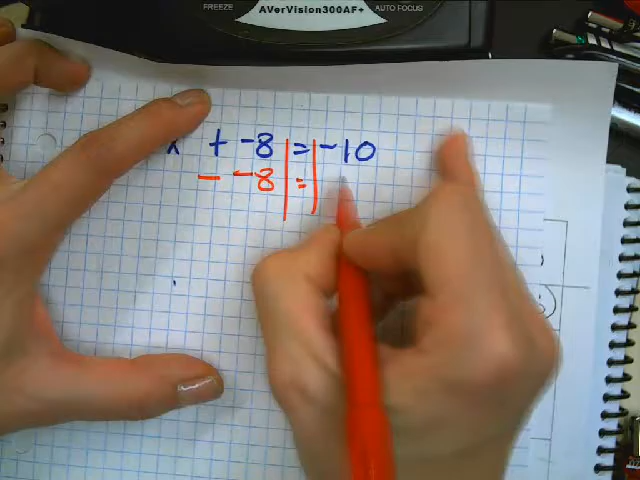 FREEZE AVerVision300AF+ AUTO FOCUS
x + -8 = -10
- -8 =